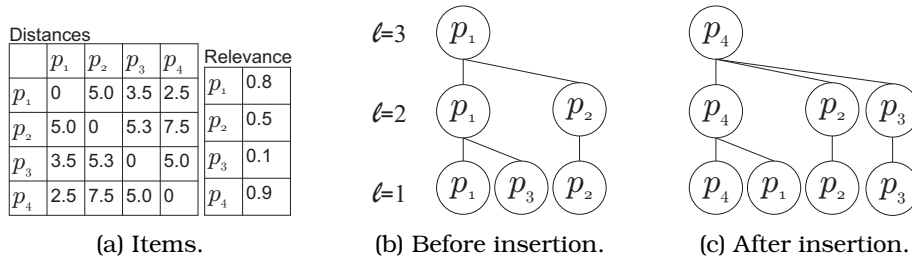 Distances
p₁ p₂ p₃ p₄
p₁ 0 5.0 3.5 2.5
p₂ 5.0 0 5.3 7.5
p₃ 3.5 5.3 0 5.0
p₄ 2.5 7.5 5.0 0
Relevance
p₁ 0.8
p₂ 0.5
p₃ 0.1
p₄ 0.9
(a) Items.
ℓ=3 p₁
ℓ=2 p₁ p₂
ℓ=1 p₁ p₃ p₂
(b) Before insertion.
p₄
p₄ p₂ p₃
p₄ p₁ p₂ p₃
(c) After insertion.